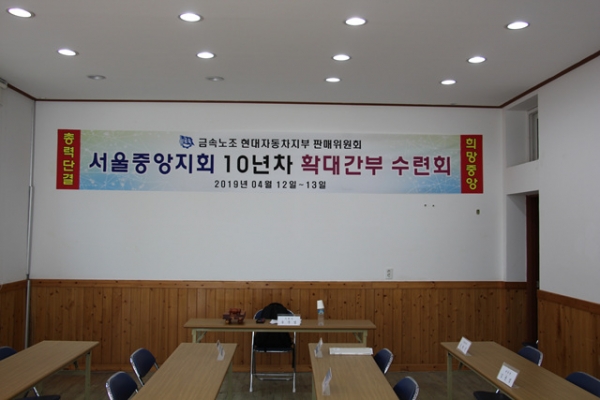 총력단결
금속노조 현대자동차지부 판매위원회
서울중앙지회 10년차 확대간부 수련회
2019년 04월 12일~13일
희망중앙